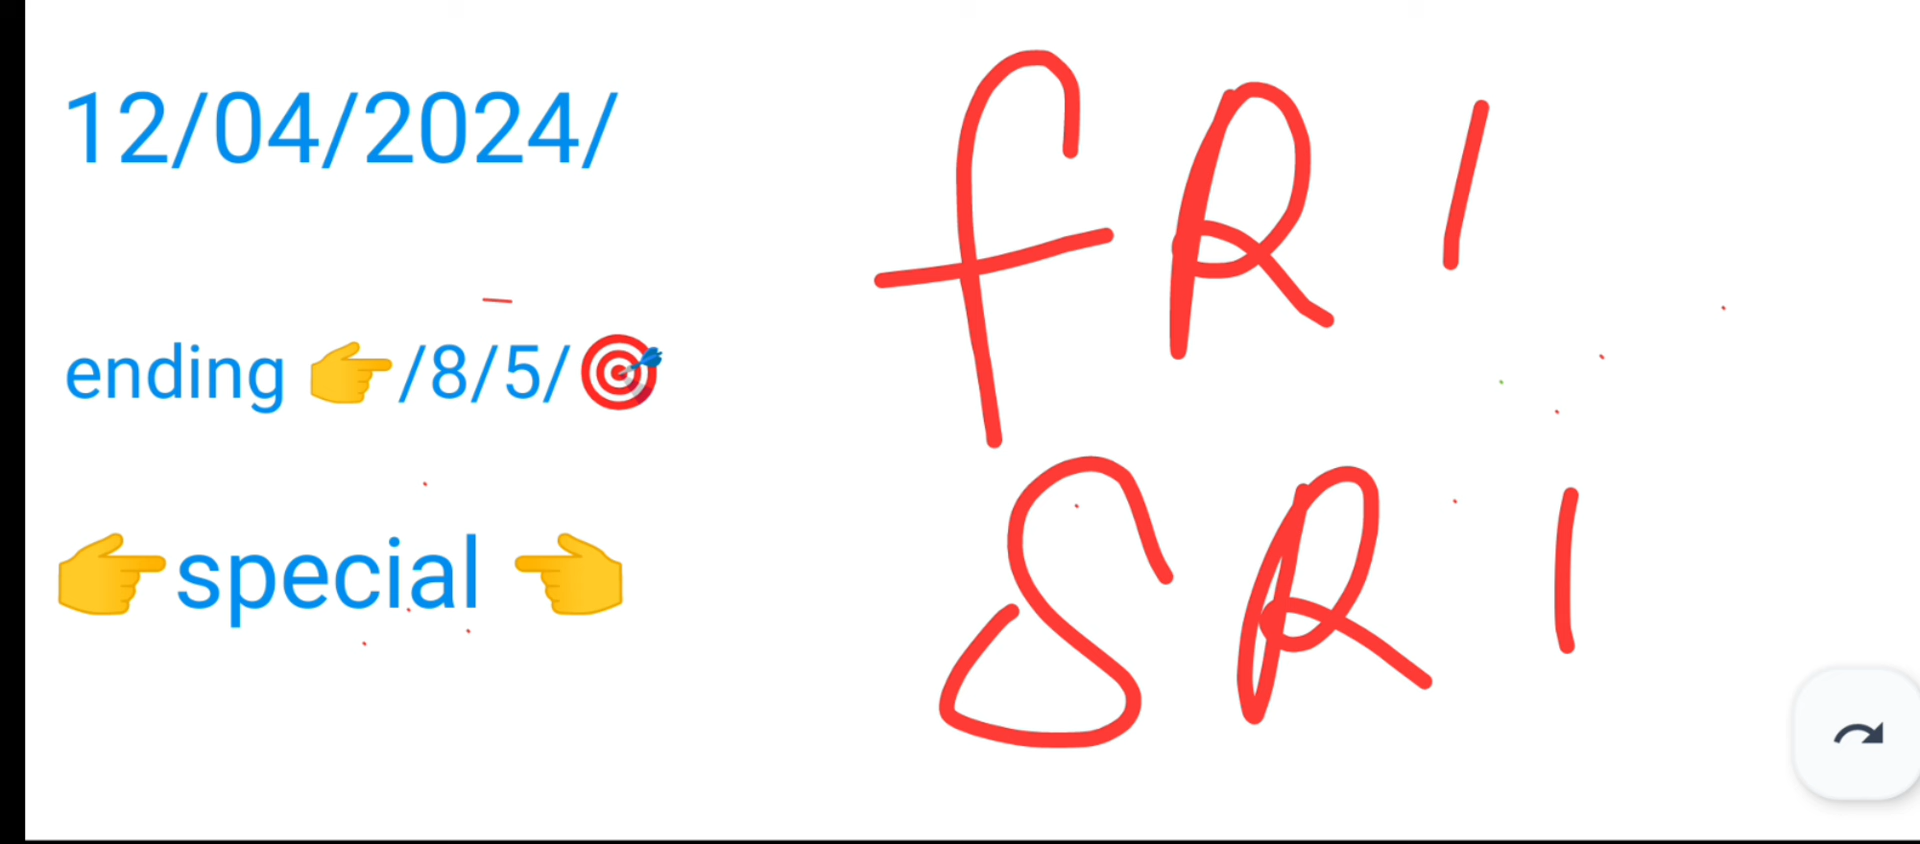 12/04/2024/
ending 👉/8/5/🎯
👉special 👈
fRI
SRI